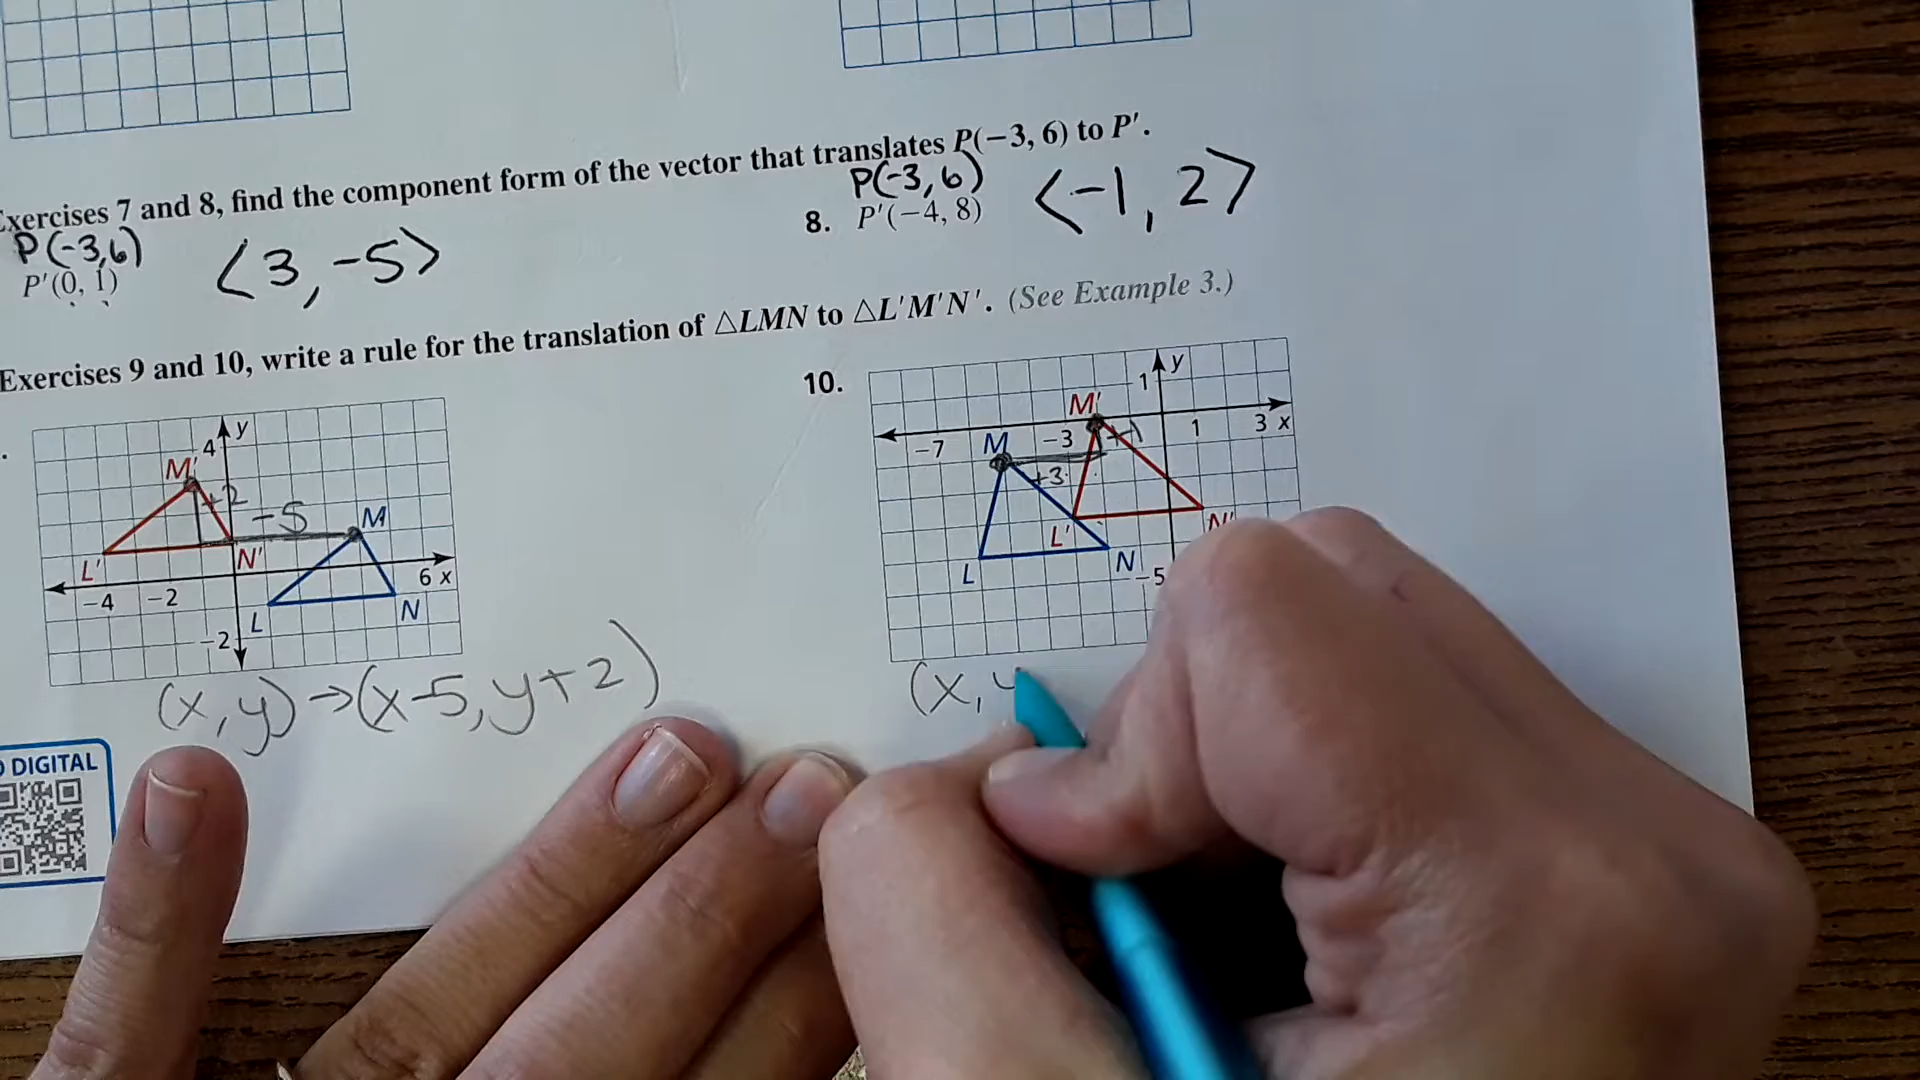 Exercises 7 and 8, find the component form of the vector that translates P(−3, 6) to P′.
P(-3,6)
P′(0, 1)
⟨3, -5⟩
8.
P(-3,6)
P′(−4, 8)
⟨-1, 2⟩
Exercises 9 and 10, write a rule for the translation of △LMN to △L′M′N′. (See Example 3.)
.
y
4
M′
+2
-5
M
L′
N′
6 x
−4
−2
L
N
−2
(x,y)→(x-5,y+2)
10.
y
1
M′
−7
M
−3
+1
1
3 x
+3
L′
N′
L
N
−5
(x,y
DIGITAL